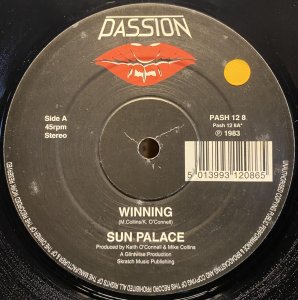 PASSION
Side A
45rpm
Stereo
PASH 12 8
Pash 12 8A*
℗ 1983
5 013993 120865
WINNING
(M.Collins/K. O'Connell)
SUN PALACE
Produced by Keith O'Connell & Mike Collins
A Glintwise Production
Skratch Music Publishing